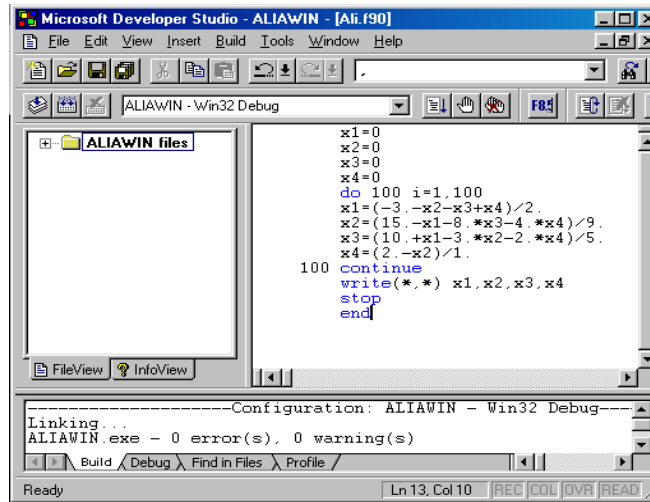 Microsoft Developer Studio - ALIAWIN - [Ali.f90]
File Edit View Insert Build Tools Window Help
,
ALIAWIN - Win32 Debug
F8
ALIAWIN files
x1=0
x2=0
x3=0
x4=0
do 100 i=1,100
x1=(-3.-x2-x3+x4)/2.
x2=(15.-x1-8.*x3-4.*x4)/9.
x3=(10.+x1-3.*x2-2.*x4)/5.
x4=(2.-x2)/1.
100 continue
write(*,*) x1,x2,x3,x4
stop
end
FileView InfoView
--------------------Configuration: ALIAWIN - Win32 Debug---
Linking...
ALIAWIN.exe - 0 error(s), 0 warning(s)
Build Debug Find in Files Profile
Ready Ln 13, Col 10 REC COL OVR READ